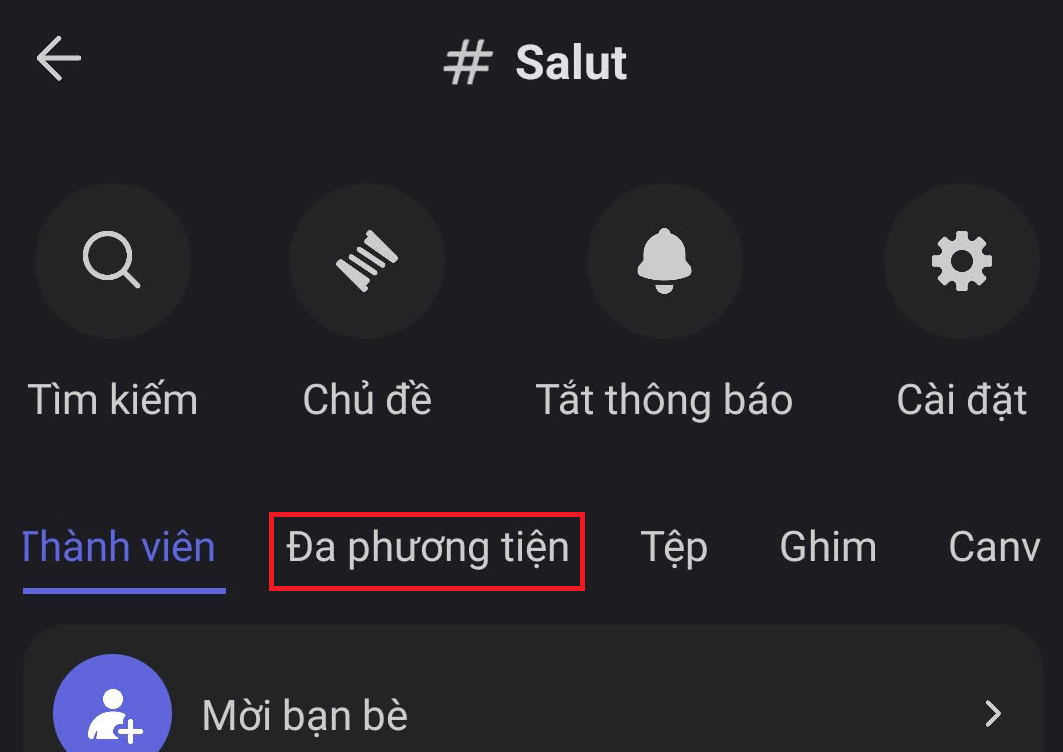 # Salut
Tìm kiếm Chủ đề Tắt thông báo Cài đặt
Thành viên Đa phương tiện Tệp Ghim Canv
Mời bạn bè